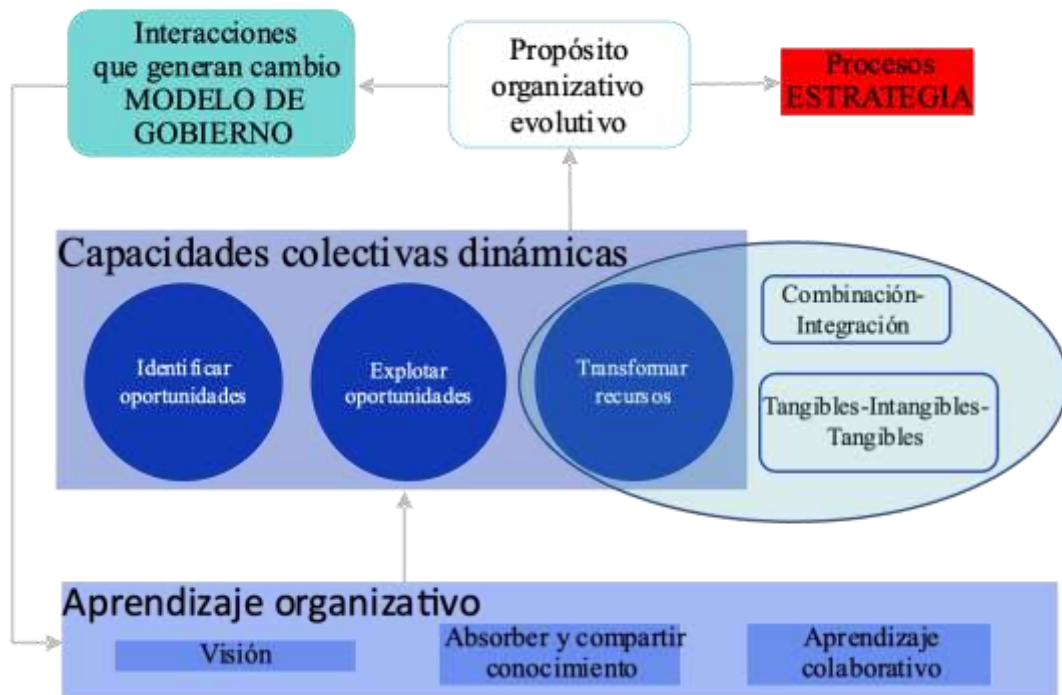 Interacciones
que generan cambio
MODELO DE
GOBIERNO
Propósito
organizativo
evolutivo
Procesos
ESTRATEGIA
Capacidades colectivas dinámicas
Identificar
oportunidades
Explotar
oportunidades
Transformar
recursos
Combinación-
Integración
Tangibles-Intangibles-
Tangibles
Aprendizaje organizativo
Visión
Absorber y compartir
conocimiento
Aprendizaje
colaborativo